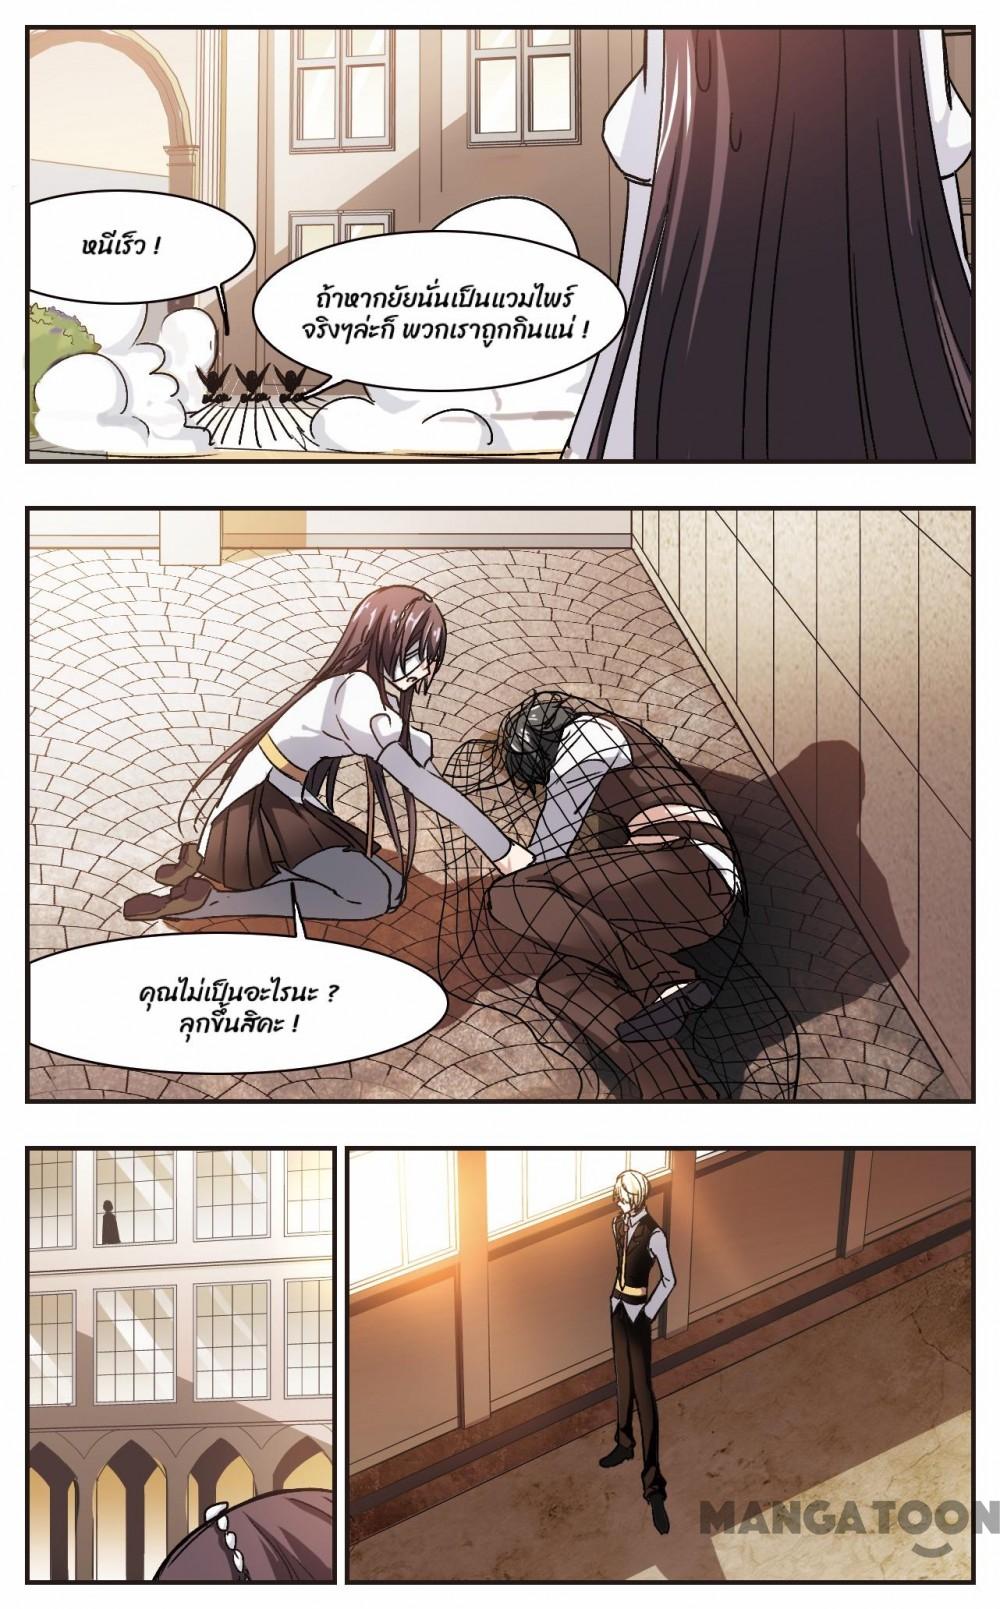 หนีเร็ว !
ถ้าหากยัยนั่นเป็นแวมไพร์
จริงๆล่ะก็ พวกเราถูกกินแน่ !
คุณไม่เป็นอะไรนะ ?
ลุกขึ้นสิคะ !
MANGATOON